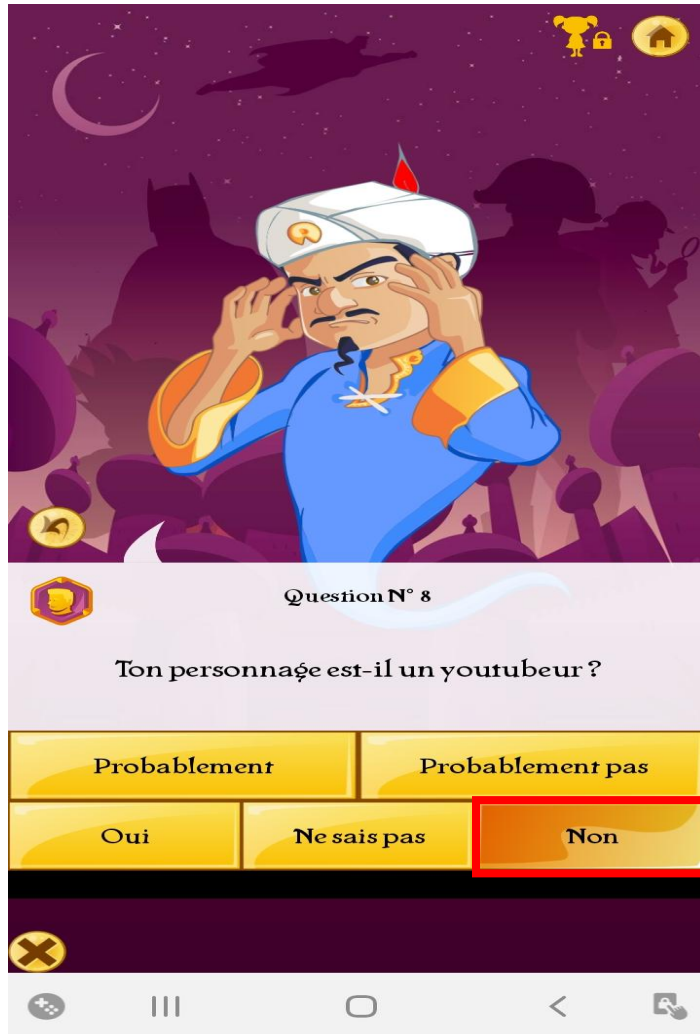 Question N° 8
Ton personnage est-il un youtubeur ?
Probablement
Probablement pas
Oui
Ne sais pas
Non